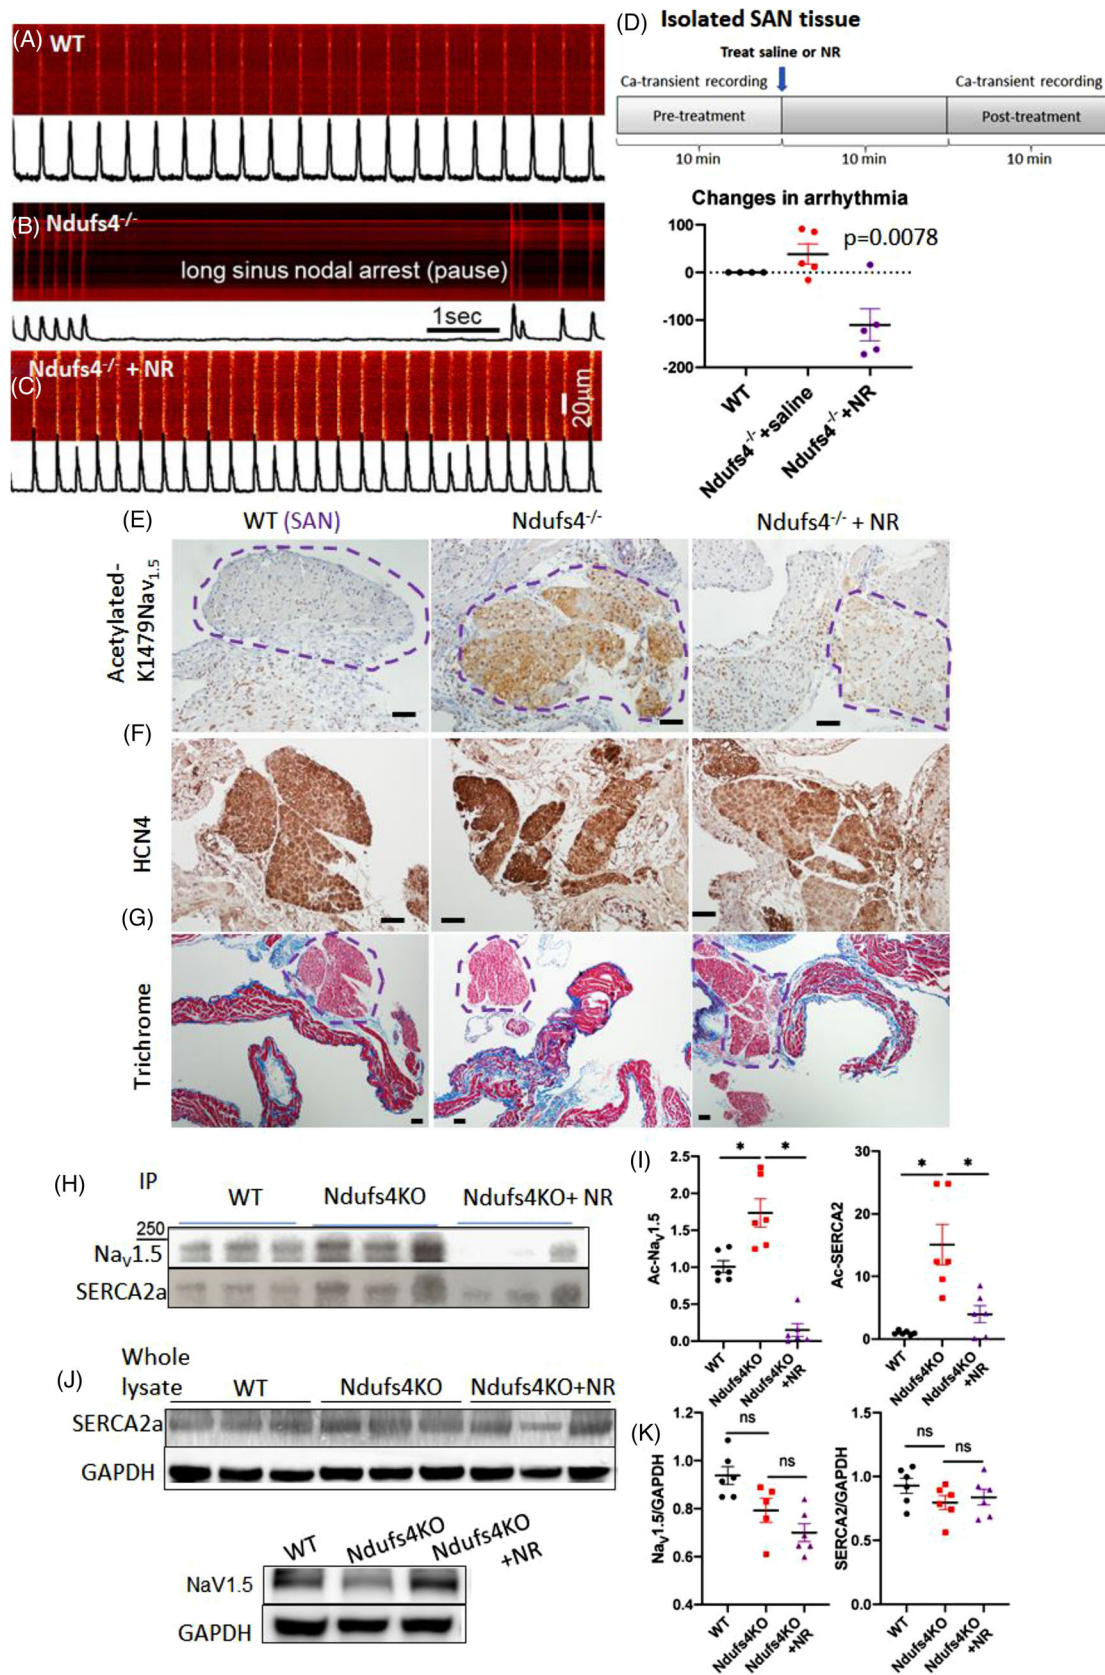 (A) WT
(B) Ndufs4-/-
long sinus nodal arrest (pause)
1sec
Ndufs4-/- + NR
(C)
20µm
(D) Isolated SAN tissue
Treat saline or NR
Ca-transient recording Ca-transient recording
Pre-treatment Post-treatment
10 min 10 min 10 min
Changes in arrhythmia
p=0.0078
100
0
-100
-200
WT
Ndufs4-/-+saline
Ndufs4-/-+NR
(E) WT (SAN) Ndufs4-/- Ndufs4-/- + NR
Acetylated-
K1479Nav1.5
(F)
HCN4
(G)
Trichrome
(H) IP WT Ndufs4KO Ndufs4KO+ NR
250
NaV1.5
SERCA2a
(I)
Ac-NaV1.5
2.5
2.0
1.5
1.0
0.5
0.0
* *
WT
Ndufs4KO
Ndufs4KO
+NR
Ac-SERCA2
30
20
10
0
* *
WT
Ndufs4KO
Ndufs4KO
+NR
(J) Whole
lysate WT Ndufs4KO Ndufs4KO+NR
SERCA2a
GAPDH
WT Ndufs4KO Ndufs4KO
+NR
NaV1.5
GAPDH
(K)
NaV1.5/GAPDH
1.2
1.0
0.8
0.6
0.4
ns
ns
WT
Ndufs4KO
Ndufs4KO
+NR
SERCA2/GAPDH
1.5
1.0
0.5
0.0
ns
ns
WT
Ndufs4KO
Ndufs4KO
+NR